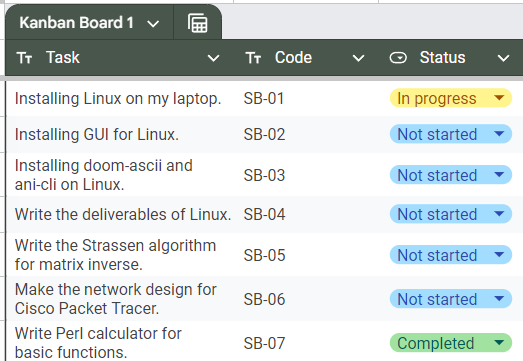 Kanban Board 1
Tт Task Tт Code Status
Installing Linux on my laptop. SB-01 In progress
Installing GUI for Linux. SB-02 Not started
Installing doom-ascii and
ani-cli on Linux. SB-03 Not started
Write the deliverables of Linux. SB-04 Not started
Write the Strassen algorithm
for matrix inverse. SB-05 Not started
Make the network design for
Cisco Packet Tracer. SB-06 Not started
Write Perl calculator for
basic functions. SB-07 Completed